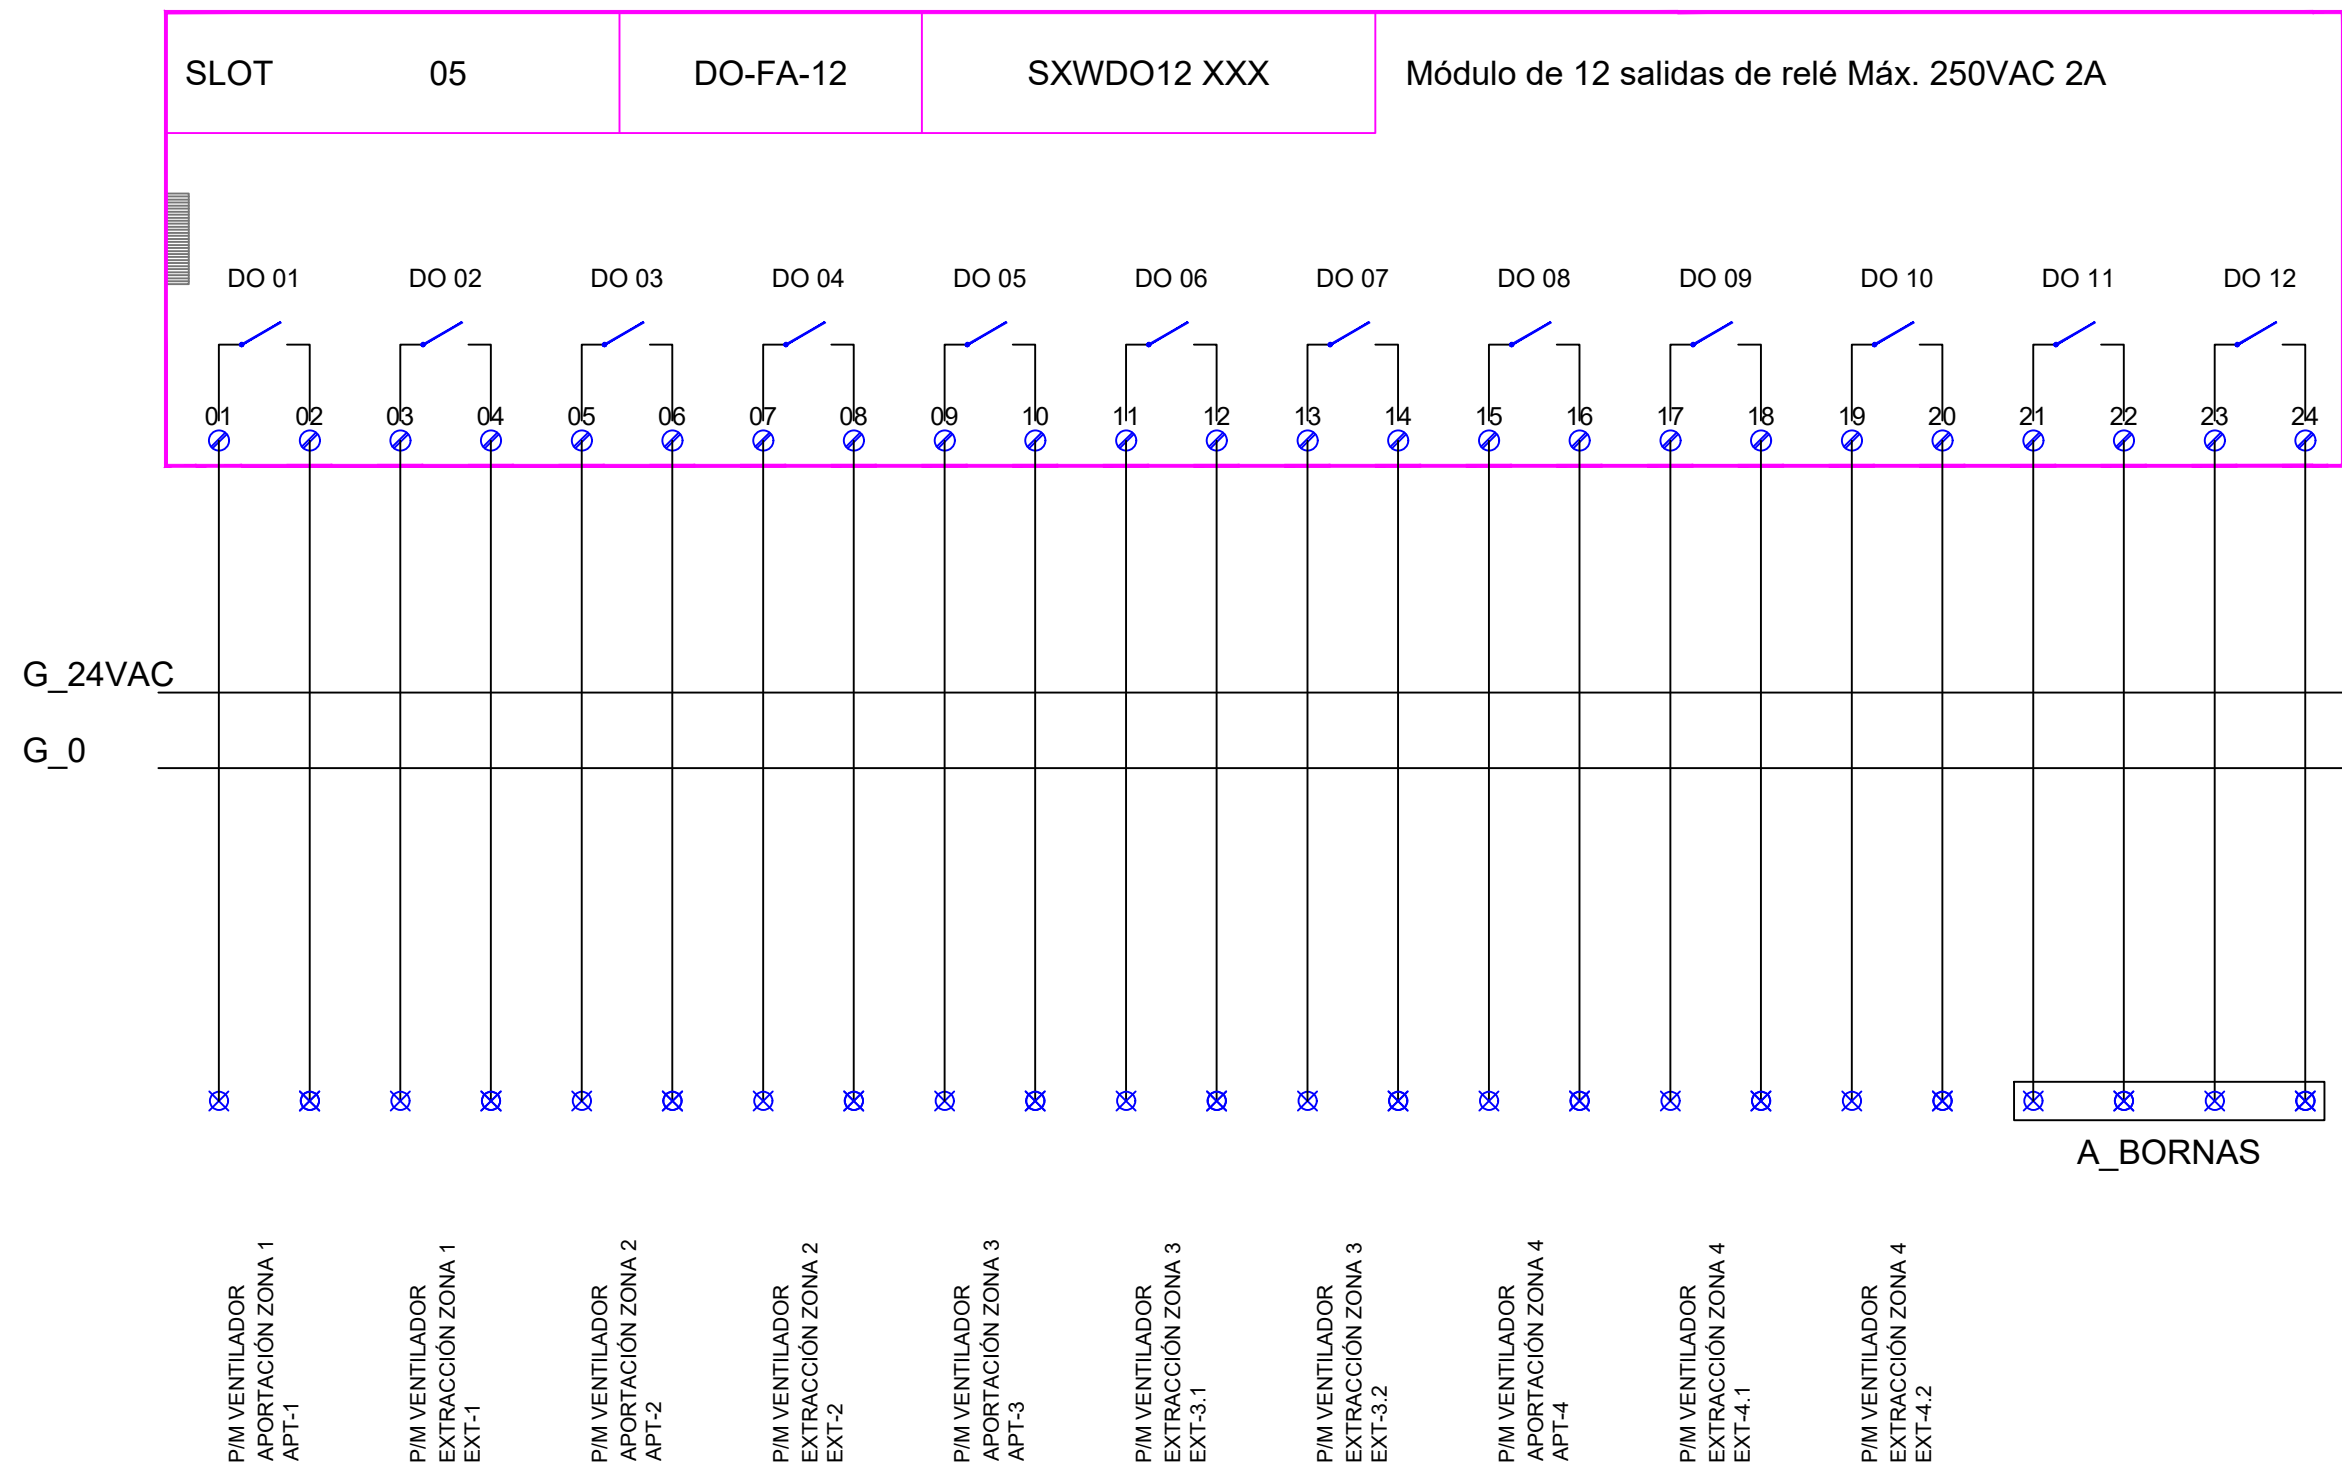 SLOT 05 DO-FA-12 SXWDO12 XXX Módulo de 12 salidas de relé Máx. 250VAC 2A
DO 01 DO 02 DO 03 DO 04 DO 05 DO 06 DO 07 DO 08 DO 09 DO 10 DO 11 DO 12
01 02 03 04 05 06 07 08 09 10 11 12 13 14 15 16 17 18 19 20 21 22 23 24
G_24VAC
G_0
A_BORNAS
P/M VENTILADOR
APORTACIÓN ZONA 1
APT-1
P/M VENTILADOR
EXTRACCIÓN ZONA 1
EXT-1
P/M VENTILADOR
APORTACIÓN ZONA 2
APT-2
P/M VENTILADOR
EXTRACCIÓN ZONA 2
EXT-2
P/M VENTILADOR
APORTACIÓN ZONA 3
APT-3
P/M VENTILADOR
EXTRACCIÓN ZONA 3
EXT-3.1
P/M VENTILADOR
EXTRACCIÓN ZONA 3
EXT-3.2
P/M VENTILADOR
APORTACIÓN ZONA 4
APT-4
P/M VENTILADOR
EXTRACCIÓN ZONA 4
EXT-4.1
P/M VENTILADOR
EXTRACCIÓN ZONA 4
EXT-4.2